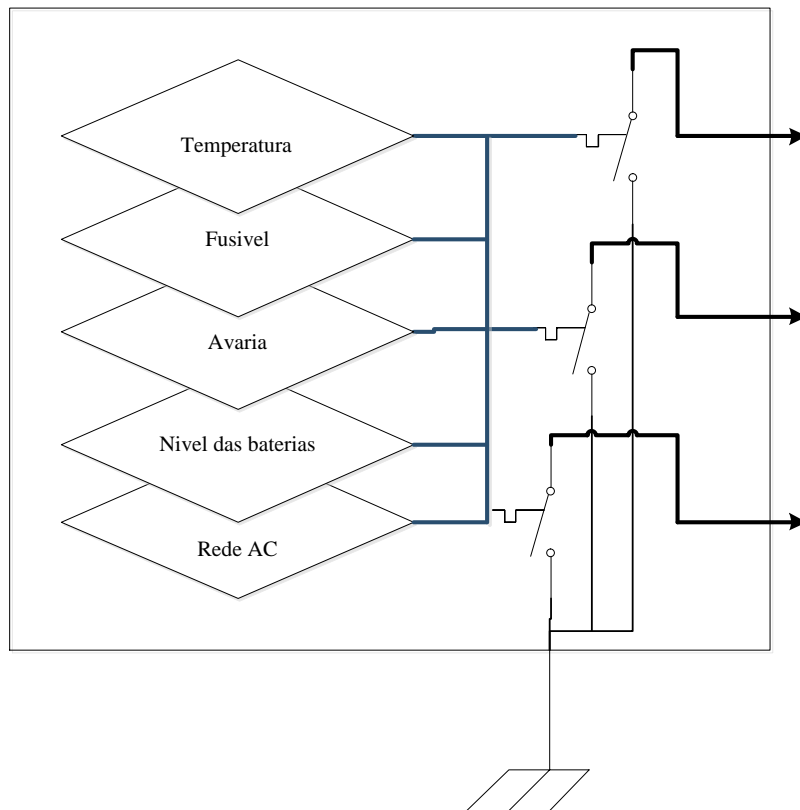 Temperatura
Fusivel
Avaria
Nivel das baterias
Rede AC